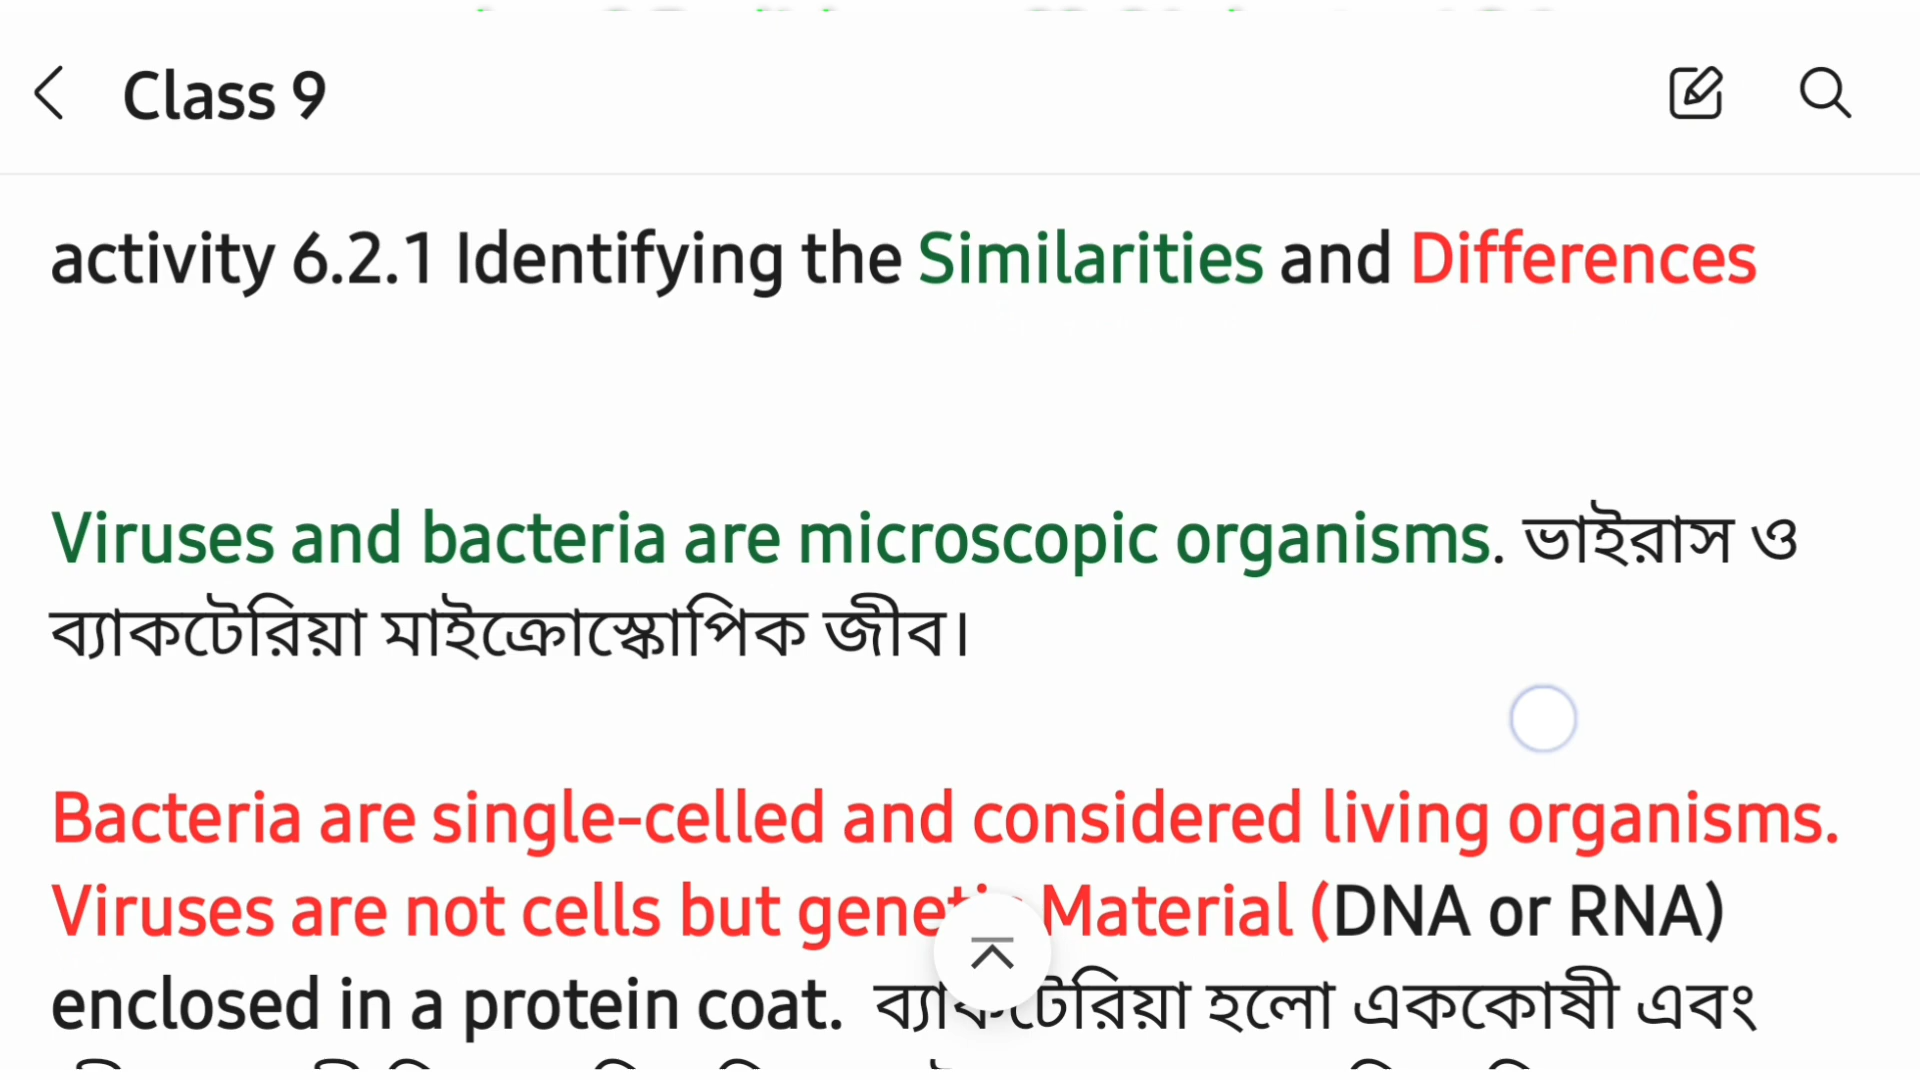 Class 9
activity 6.2.1 Identifying the Similarities and Differences
Viruses and bacteria are microscopic organisms. ভাইরাস ও
ব্যাকটেরিয়া মাইক্রোস্কোপিক জীব।
Bacteria are single-celled and considered living organisms.
Viruses are not cells but genetic Material (DNA or RNA)
enclosed in a protein coat. ব্যাকটেরিয়া হলো এককোষী এবং